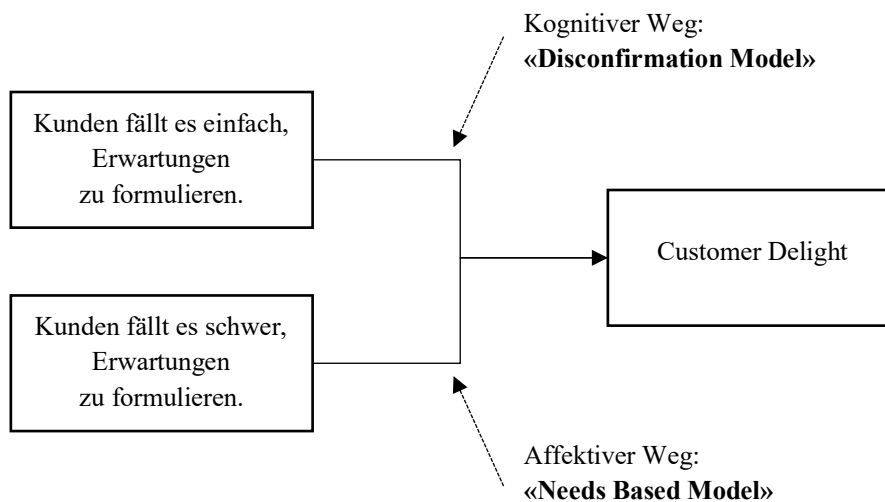 Kognitiver Weg:
«Disconfirmation Model»
Kunden fällt es einfach,
Erwartungen
zu formulieren.
Customer Delight
Kunden fällt es schwer,
Erwartungen
zu formulieren.
Affektiver Weg:
«Needs Based Model»